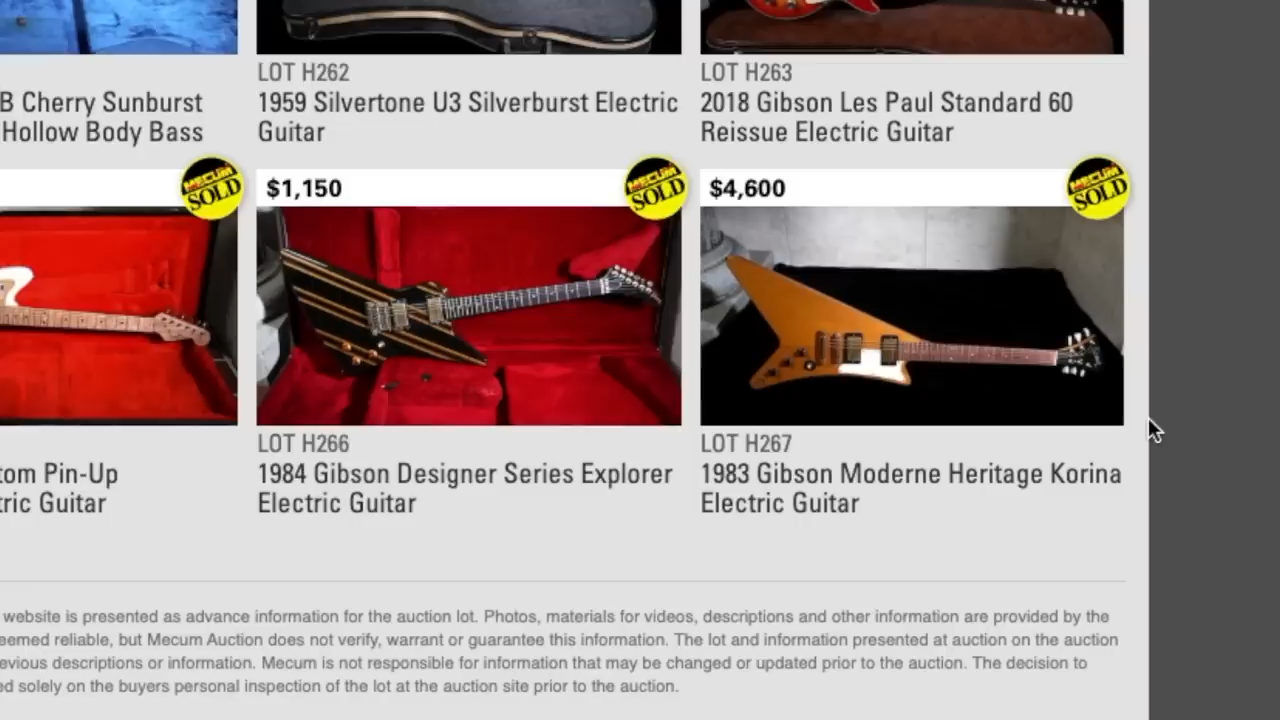 B Cherry Sunburst
Hollow Body Bass
LOT H262
1959 Silvertone U3 Silverburst Electric
Guitar
LOT H263
2018 Gibson Les Paul Standard 60
Reissue Electric Guitar
MECUM
SOLD
$1,150
MECUM
SOLD
$4,600
MECUM
SOLD
tom Pin-Up
tric Guitar
LOT H266
1984 Gibson Designer Series Explorer
Electric Guitar
LOT H267
1983 Gibson Moderne Heritage Korina
Electric Guitar
website is presented as advance information for the auction lot. Photos, materials for videos, descriptions and other information are provided by the
eemed reliable, but Mecum Auction does not verify, warrant or guarantee this information. The lot and information presented at auction on the auction
evious descriptions or information. Mecum is not responsible for information that may be changed or updated prior to the auction. The decision to
ed solely on the buyers personal inspection of the lot at the auction site prior to the auction.